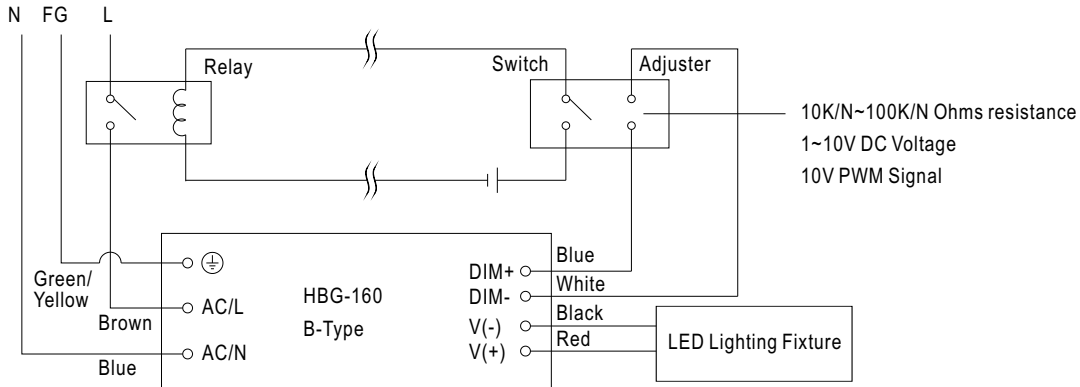 N FG L
Relay
Switch
Adjuster
10K/N~100K/N Ohms resistance
1~10V DC Voltage
10V PWM Signal
Green/
Yellow
Brown
Blue
AC/L
AC/N
HBG-160
B-Type
DIM+
DIM-
V(-)
V(+)
Blue
White
Black
Red
LED Lighting Fixture